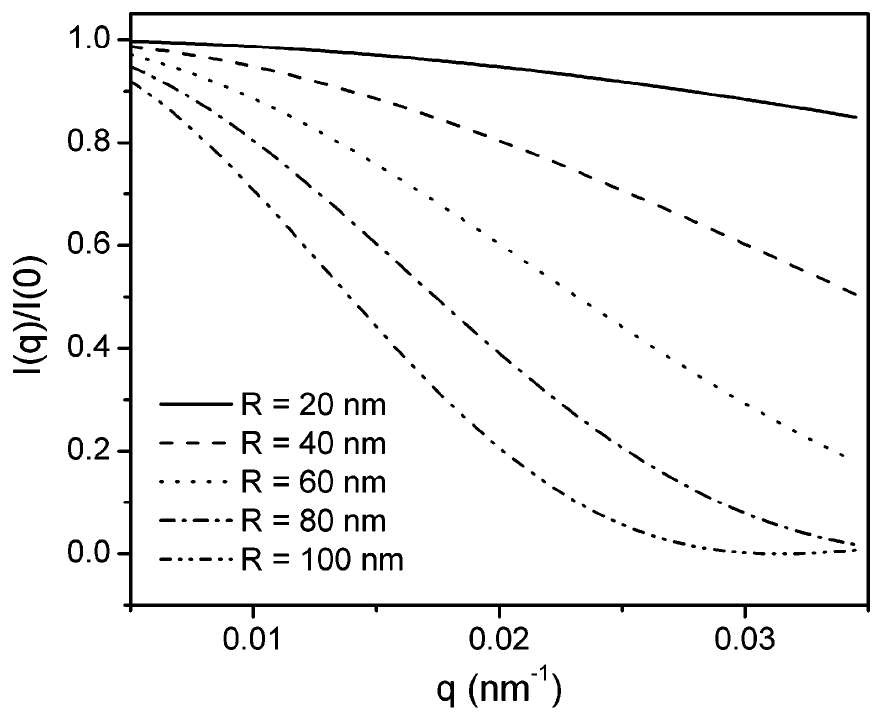 1.0
0.8
0.6
0.4
0.2
0.0
I(q)/I(0)
R = 20 nm
R = 40 nm
R = 60 nm
R = 80 nm
R = 100 nm
0.01 0.02 0.03
q (nm⁻¹)